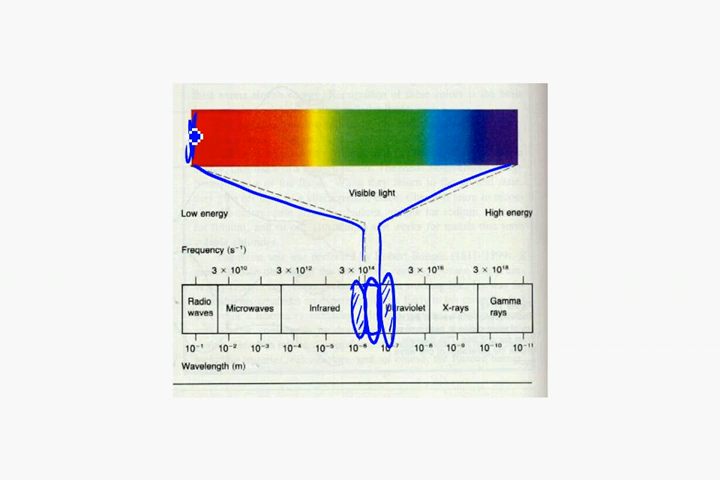 Visible light
Low energy
High energy
Frequency (s⁻¹)
3 × 10¹⁰ 3 × 10¹² 3 × 10¹⁴ 3 × 10¹⁶ 3 × 10¹⁸
Radio waves Microwaves Infrared Ultraviolet X-rays Gamma rays
10⁻¹ 10⁻² 10⁻³ 10⁻⁴ 10⁻⁵ 10⁻⁶ 10⁻⁷ 10⁻⁸ 10⁻⁹ 10⁻¹⁰ 10⁻¹¹
Wavelength (m)